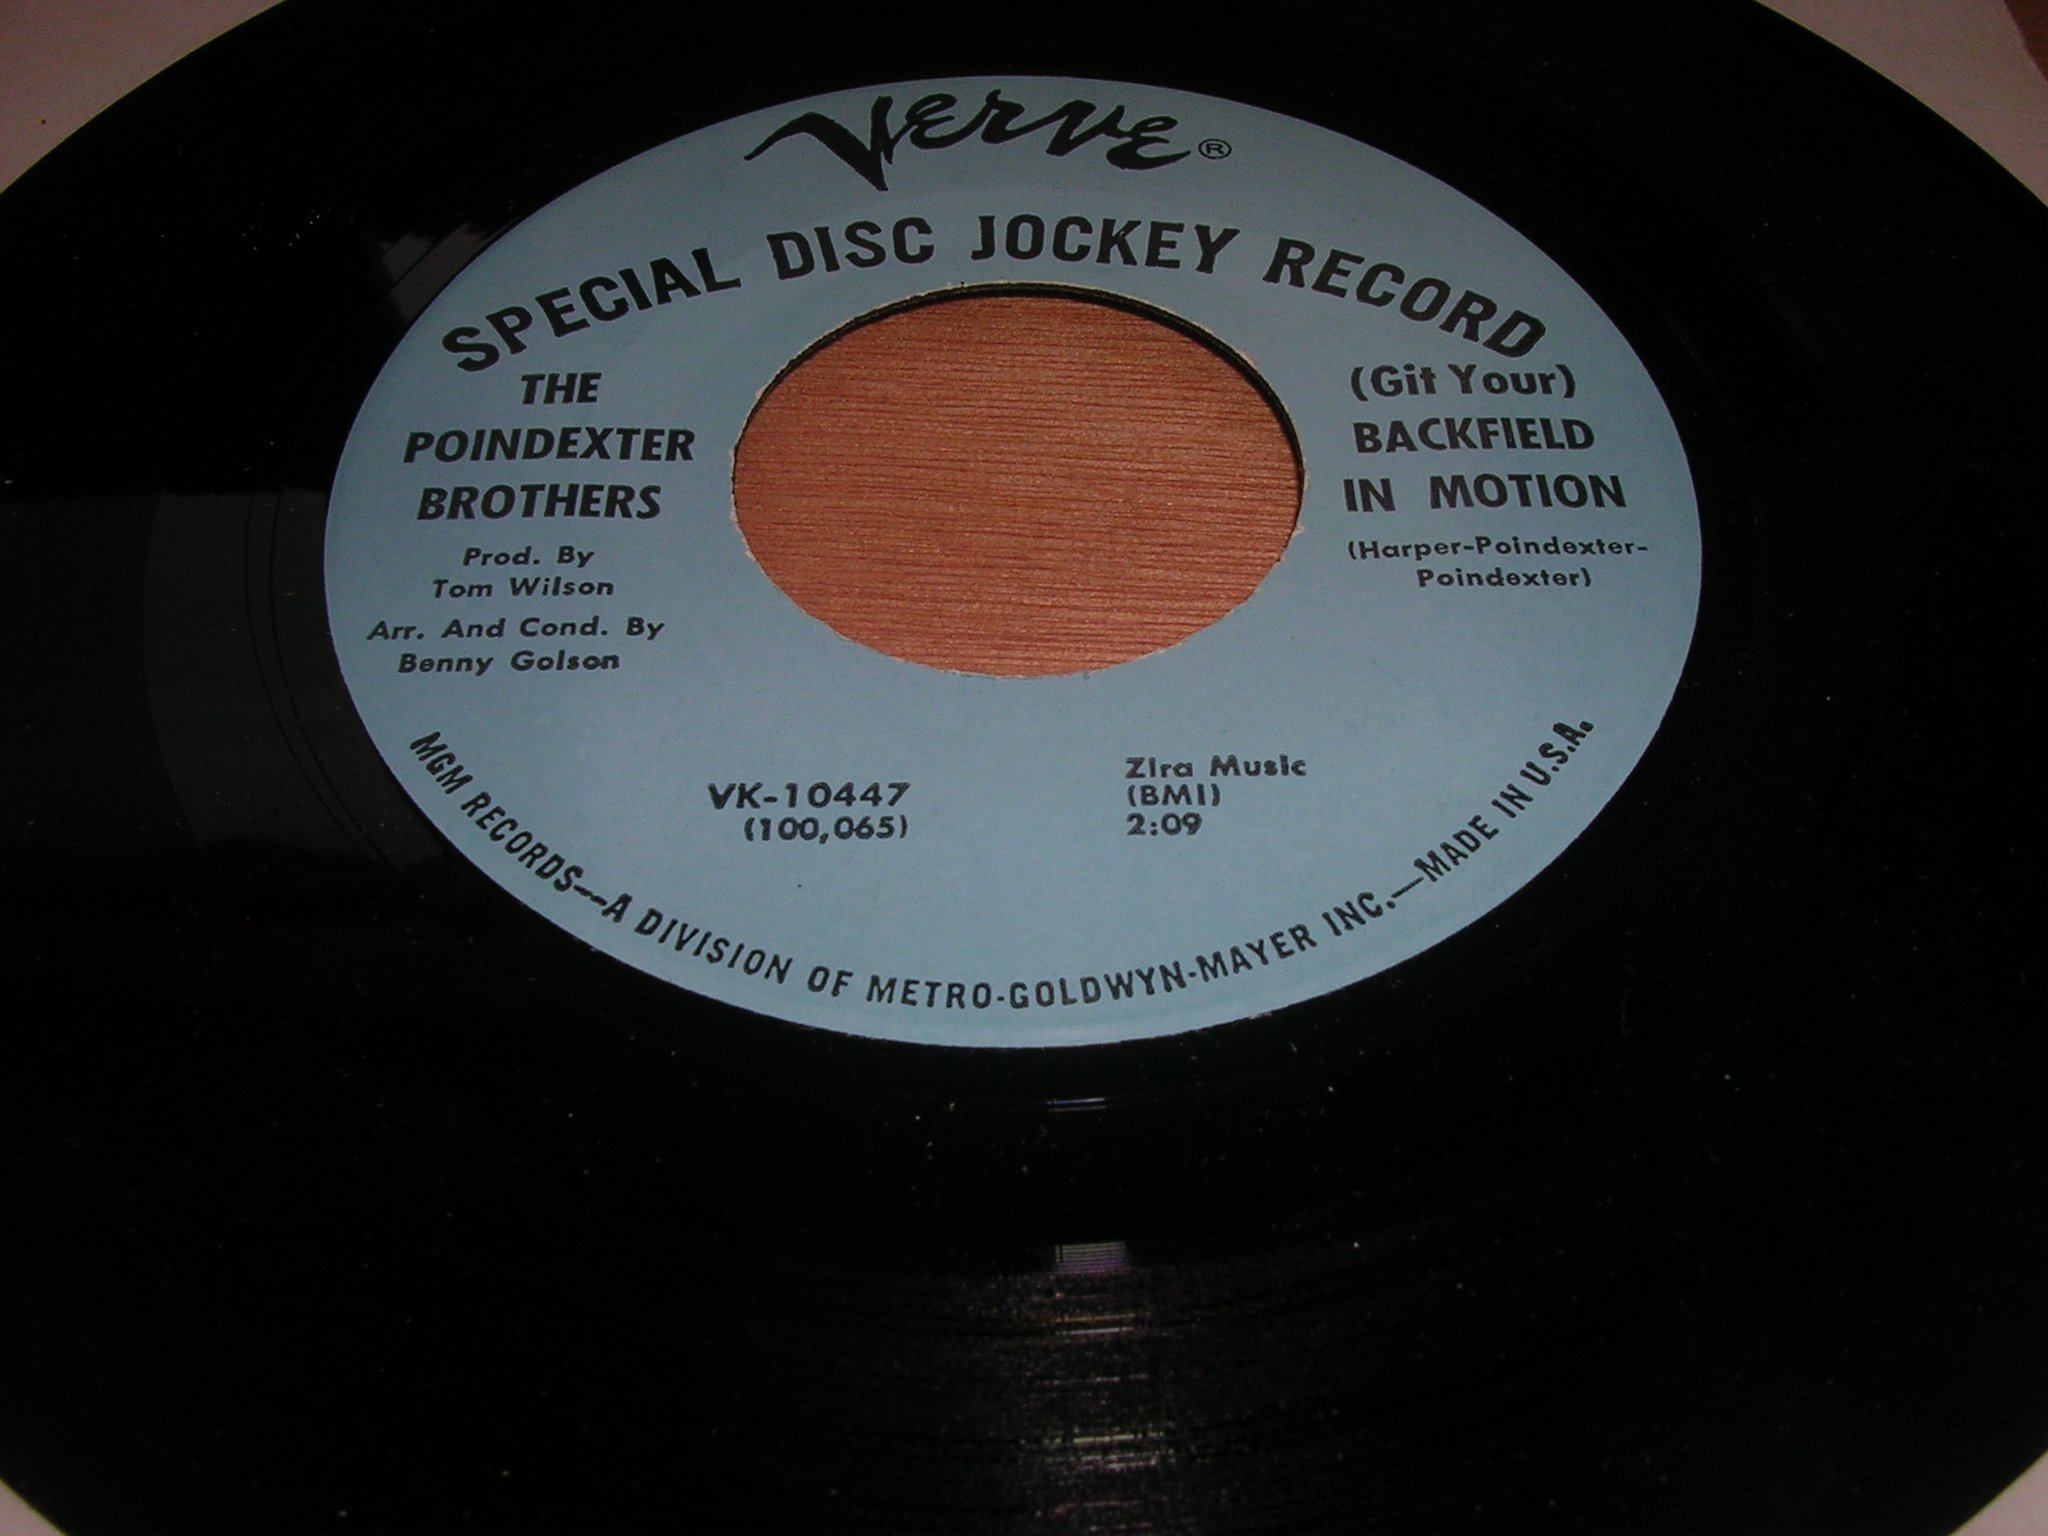 Verve®
SPECIAL DISC JOCKEY RECORD
THE
POINDEXTER
BROTHERS
Prod. By
Tom Wilson
Arr. And Cond. By
Benny Golson
(Git Your)
BACKFIELD
IN MOTION
(Harper-Poindexter-
Poindexter)
VK-10447
(100,065)
Zira Music
(BMI)
2:09
MGM RECORDS—A DIVISION OF METRO-GOLDWYN-MAYER INC.—MADE IN U.S.A.